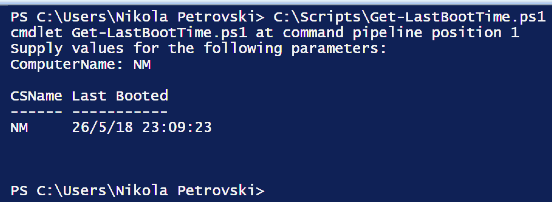 PS C:\Users\Nikola Petrovski> C:\Scripts\Get-LastBootTime.ps1
cmdlet Get-LastBootTime.ps1 at command pipeline position 1
Supply values for the following parameters:
ComputerName: NM
CSName Last Booted
------ -----------
NM     26/5/18 23:09:23
PS C:\Users\Nikola Petrovski>